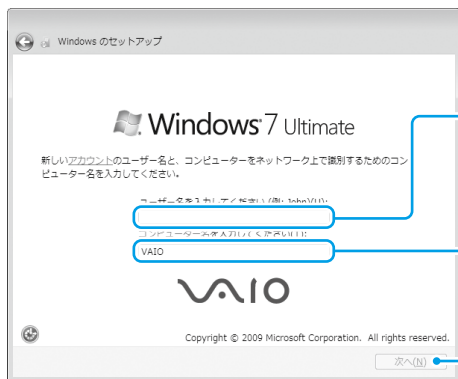 Windows のセットアップ
Windows 7 Ultimate
新しいアカウントのユーザー名と、コンピューターをネットワーク上で識別するためのコン
ピューター名を入力してください。
ユーザー名を入力してください (例: John)(U):
コンピューター名を入力してください(T):
VAIO
VAIO
Copyright © 2009 Microsoft Corporation. All rights reserved.
次へ(N)